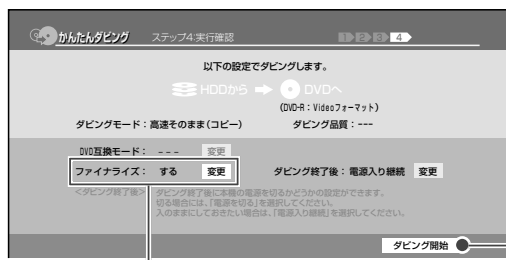 かんたんダビング ステップ4:実行確認 1 2 3 4
以下の設定でダビングします。
HDDから DVDへ
(DVD-R：Videoフォーマット)
ダビングモード：高速そのまま(コピー) ダビング品質：---
DVD互換モード： --- 変更
ファイナライズ： する 変更 ダビング終了後：電源入り継続 変更
<ダビング終了後> ダビング終了後に本機の電源を切るかどうかの設定ができます。
切る場合には、「電源を切る」を選択してください。
入のままにしておきたい場合は、「電源入り継続」を選択してください。
ダビング開始